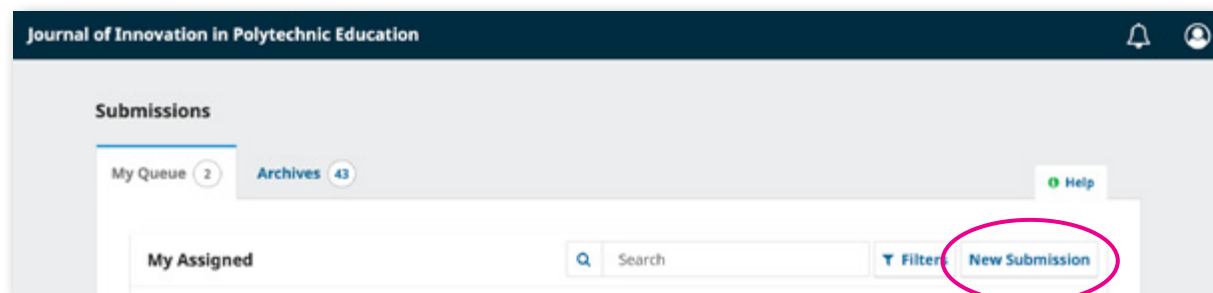 Journal of Innovation in Polytechnic Education
Submissions
My Queue 2 Archives 43
Help
My Assigned Search Filters New Submission